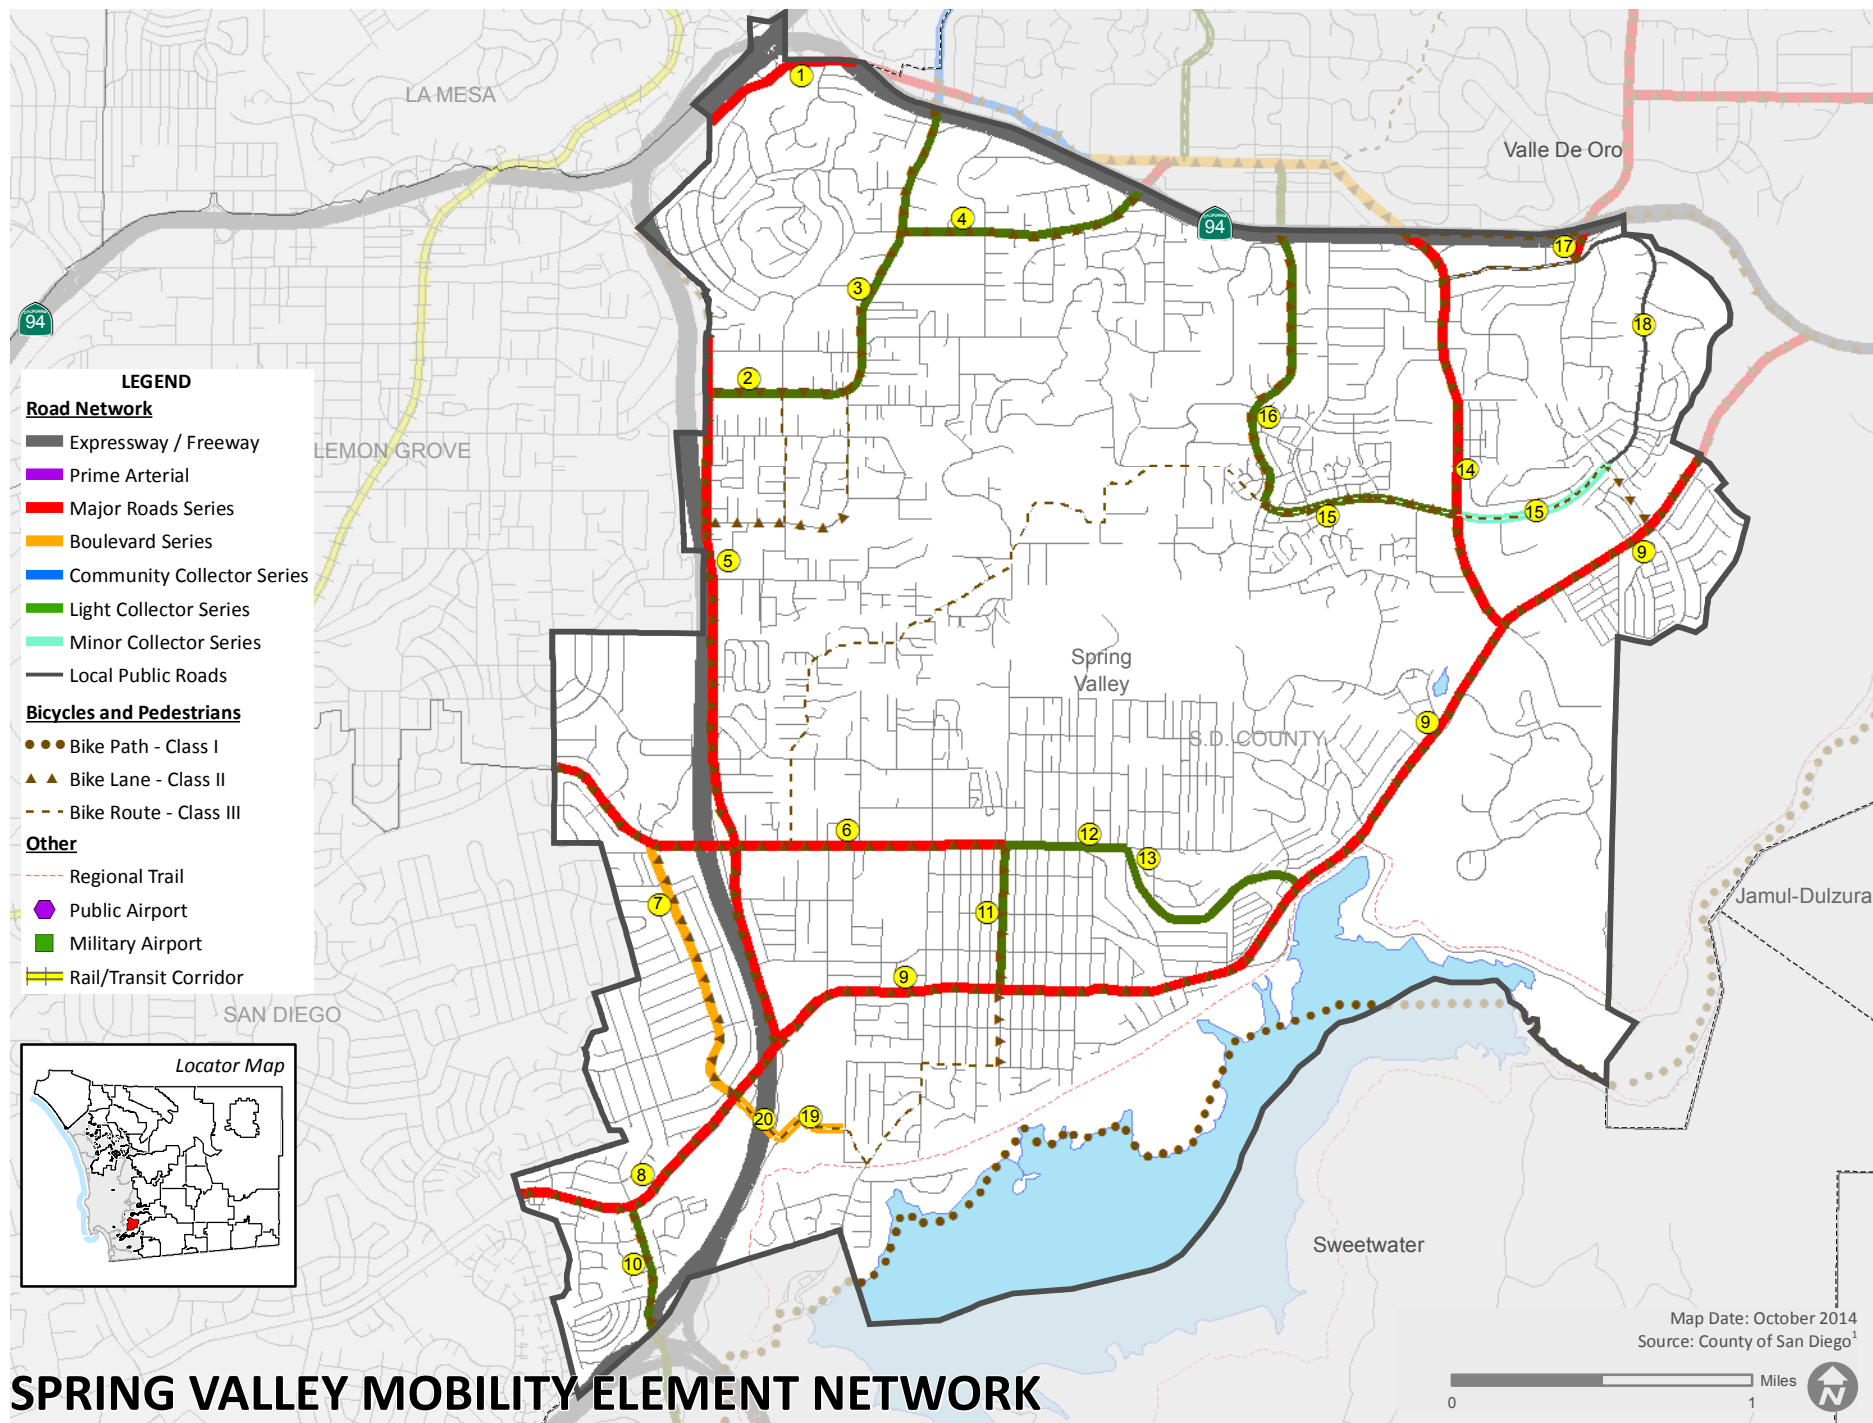 1
LA MESA
Valle De Oro
4
CALIFORNIA
94
17
3
CALIFORNIA
94
18
2
LEGEND
Road Network
Expressway / Freeway
Prime Arterial
Major Roads Series
Boulevard Series
Community Collector Series
Light Collector Series
Minor Collector Series
Local Public Roads
Bicycles and Pedestrians
Bike Path - Class I
Bike Lane - Class II
Bike Route - Class III
Other
Regional Trail
Public Airport
Military Airport
Rail/Transit Corridor
LEMON GROVE
16
14
15
15
9
5
Spring
Valley
9
S.D. COUNTY
6
12
13
7
11
Jamul-Dulzura
9
SAN DIEGO
Locator Map
20
19
8
10
Sweetwater
Map Date: October 2014
Source: County of San Diego1
Miles
0
1
N
SPRING VALLEY MOBILITY ELEMENT NETWORK